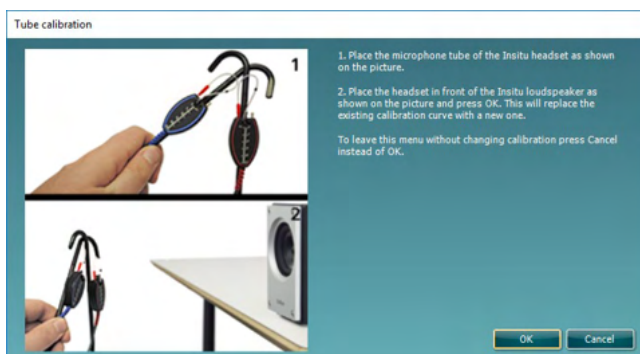 Tube calibration
1
1. Place the microphone tube of the Insitu headset as shown
on the picture.
2. Place the headset in front of the Insitu loudspeaker as
shown on the picture and press OK. This will replace the
existing calibration curve with a new one.
To leave this menu without changing calibration press Cancel
instead of OK.
2
OK
Cancel